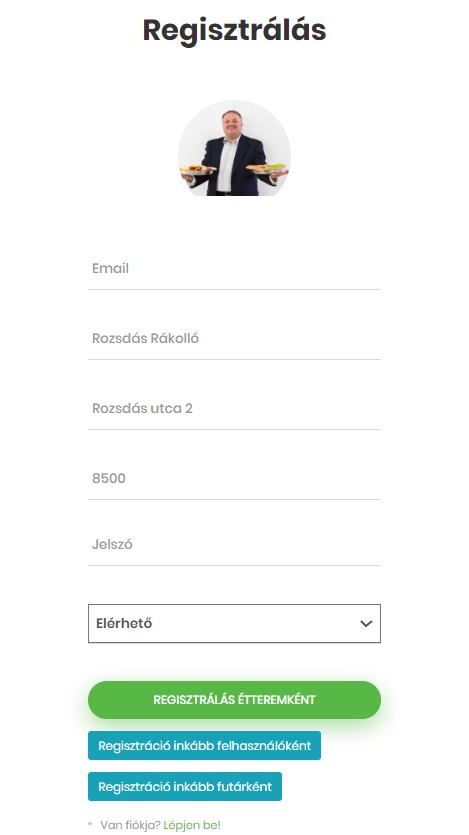 Regisztrálás
Email
Rozsdás Rákolló
Rozsdás utca 2
8500
Jelszó
Elérhető
REGISZTRÁLÁS ÉTTEREMKÉNT
Regisztráció inkább felhasználóként
Regisztráció inkább futárként
* Van fiókja? Lépjen be!